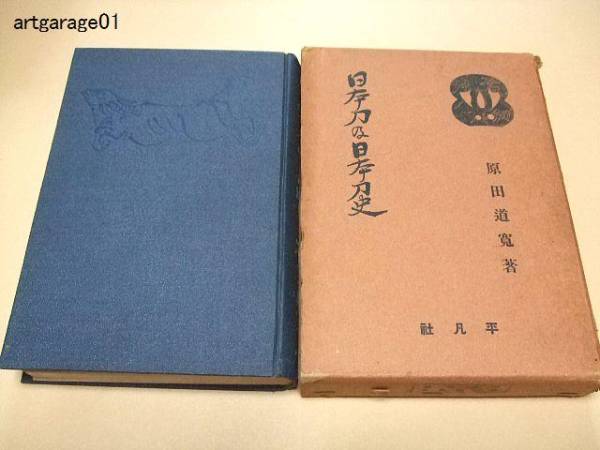 artgarage01
日本刀及日本刀史
原田道寛著
社凡平